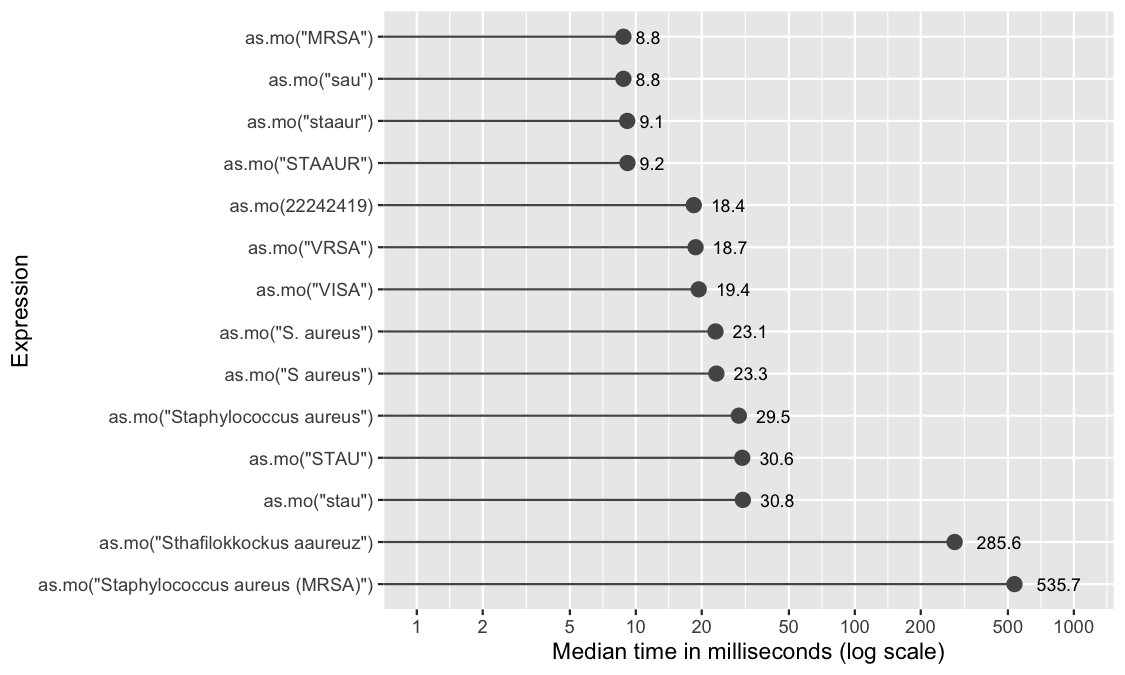 as.mo("MRSA") 8.8
as.mo("sau") 8.8
as.mo("staaur") 9.1
as.mo("STAAUR") 9.2
as.mo(22242419) 18.4
as.mo("VRSA") 18.7
as.mo("VISA") 19.4
as.mo("S. aureus") 23.1
as.mo("S aureus") 23.3
as.mo("Staphylococcus aureus") 29.5
as.mo("STAU") 30.6
as.mo("stau") 30.8
as.mo("Sthafilokkockus aaureuz") 285.6
as.mo("Staphylococcus aureus (MRSA)") 535.7
Expression
1 2 5 10 20 50 100 200 500 1000
Median time in milliseconds (log scale)